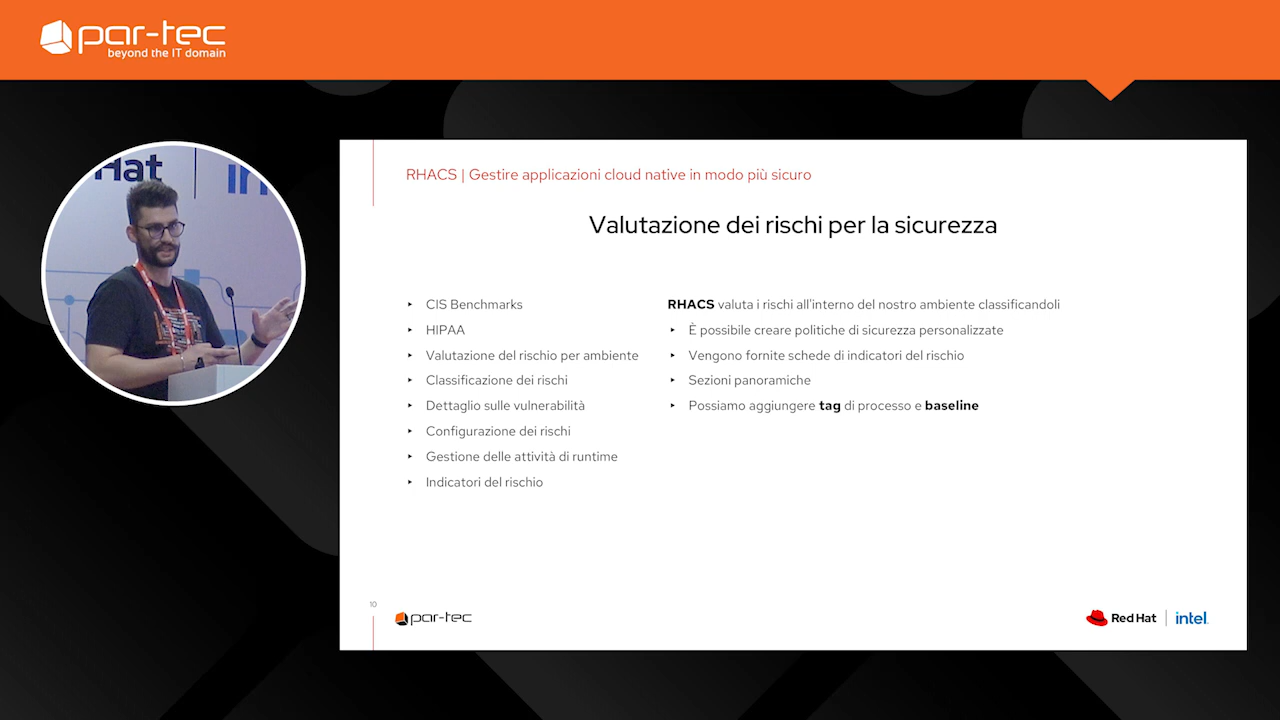 par-tec
beyond the IT domain
Hat
in
RHACS | Gestire applicazioni cloud native in modo più sicuro
Valutazione dei rischi per la sicurezza
‣ CIS Benchmarks
‣ HIPAA
‣ Valutazione del rischio per ambiente
‣ Classificazione dei rischi
‣ Dettaglio sulle vulnerabilità
‣ Configurazione dei rischi
‣ Gestione delle attività di runtime
‣ Indicatori del rischio
RHACS valuta i rischi all'interno del nostro ambiente classificandoli
‣ È possibile creare politiche di sicurezza personalizzate
‣ Vengono fornite schede di indicatori del rischio
‣ Sezioni panoramiche
‣ Possiamo aggiungere tag di processo e baseline
10
par-tec
Red Hat | intel.